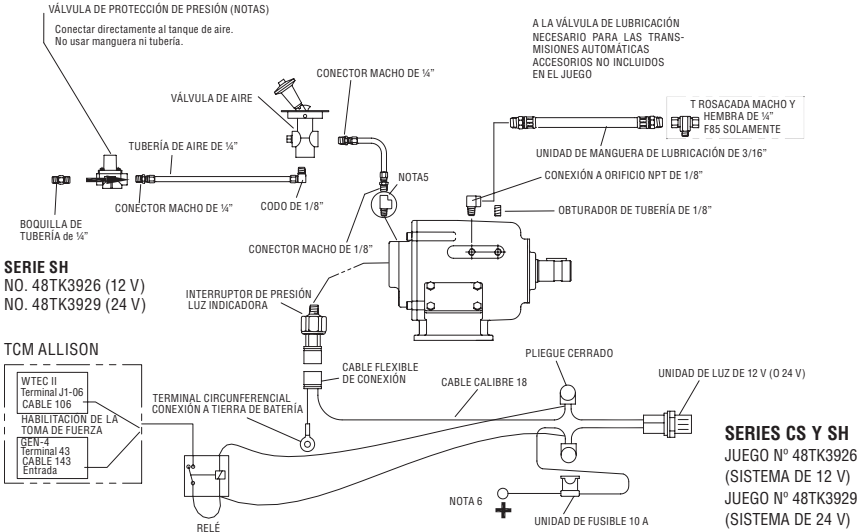 VÁLVULA DE PROTECCIÓN DE PRESIÓN (NOTAS)
Conectar directamente al tanque de aire.
No usar manguera ni tubería.
A LA VÁLVULA DE LUBRICACIÓN
NECESARIO PARA LAS TRANS-
MISIONES AUTOMÁTICAS
ACCESORIOS NO INCLUIDOS
EN EL JUEGO
CONECTOR MACHO DE ¼”
VÁLVULA DE AIRE
T ROSACADA MACHO Y
HEMBRA DE ¼”
F85 SOLAMENTE
TUBERÍA DE AIRE DE ¼”
UNIDAD DE MANGUERA DE LUBRICACIÓN DE 3/16”
NOTA5
CONEXIÓN A ORIFICIO NPT DE 1/8”
CONECTOR MACHO DE ¼”
CODO DE 1/8”
OBTURADOR DE TUBERÍA DE 1/8”
BOQUILLA DE
TUBERÍA de ¼”
CONECTOR MACHO DE 1/8”
SERIE SH
NO. 48TK3926 (12 V)
NO. 48TK3929 (24 V)
INTERRUPTOR DE PRESIÓN
LUZ INDICADORA
TCM ALLISON
PLIEGUE CERRADO
CABLE FLEXIBLE
DE CONEXIÓN
UNIDAD DE LUZ DE 12 V (O 24 V)
WTEC II
Terminal J1-06
CABLE 106
CABLE CALIBRE 18
TERMINAL CIRCUNFERENCIAL
CONEXIÓN A TIERRA DE BATERÍA
HABILITACIÓN DE LA
TOMA DE FUERZA
GEN-4
Terminal 43
CABLE 143
Entrada
SERIES CS Y SH
JUEGO Nº 48TK3926
(SISTEMA DE 12 V)
JUEGO Nº 48TK3929
(SISTEMA DE 24 V)
NOTA 6
+
UNIDAD DE FUSIBLE 10 A
RELÉ